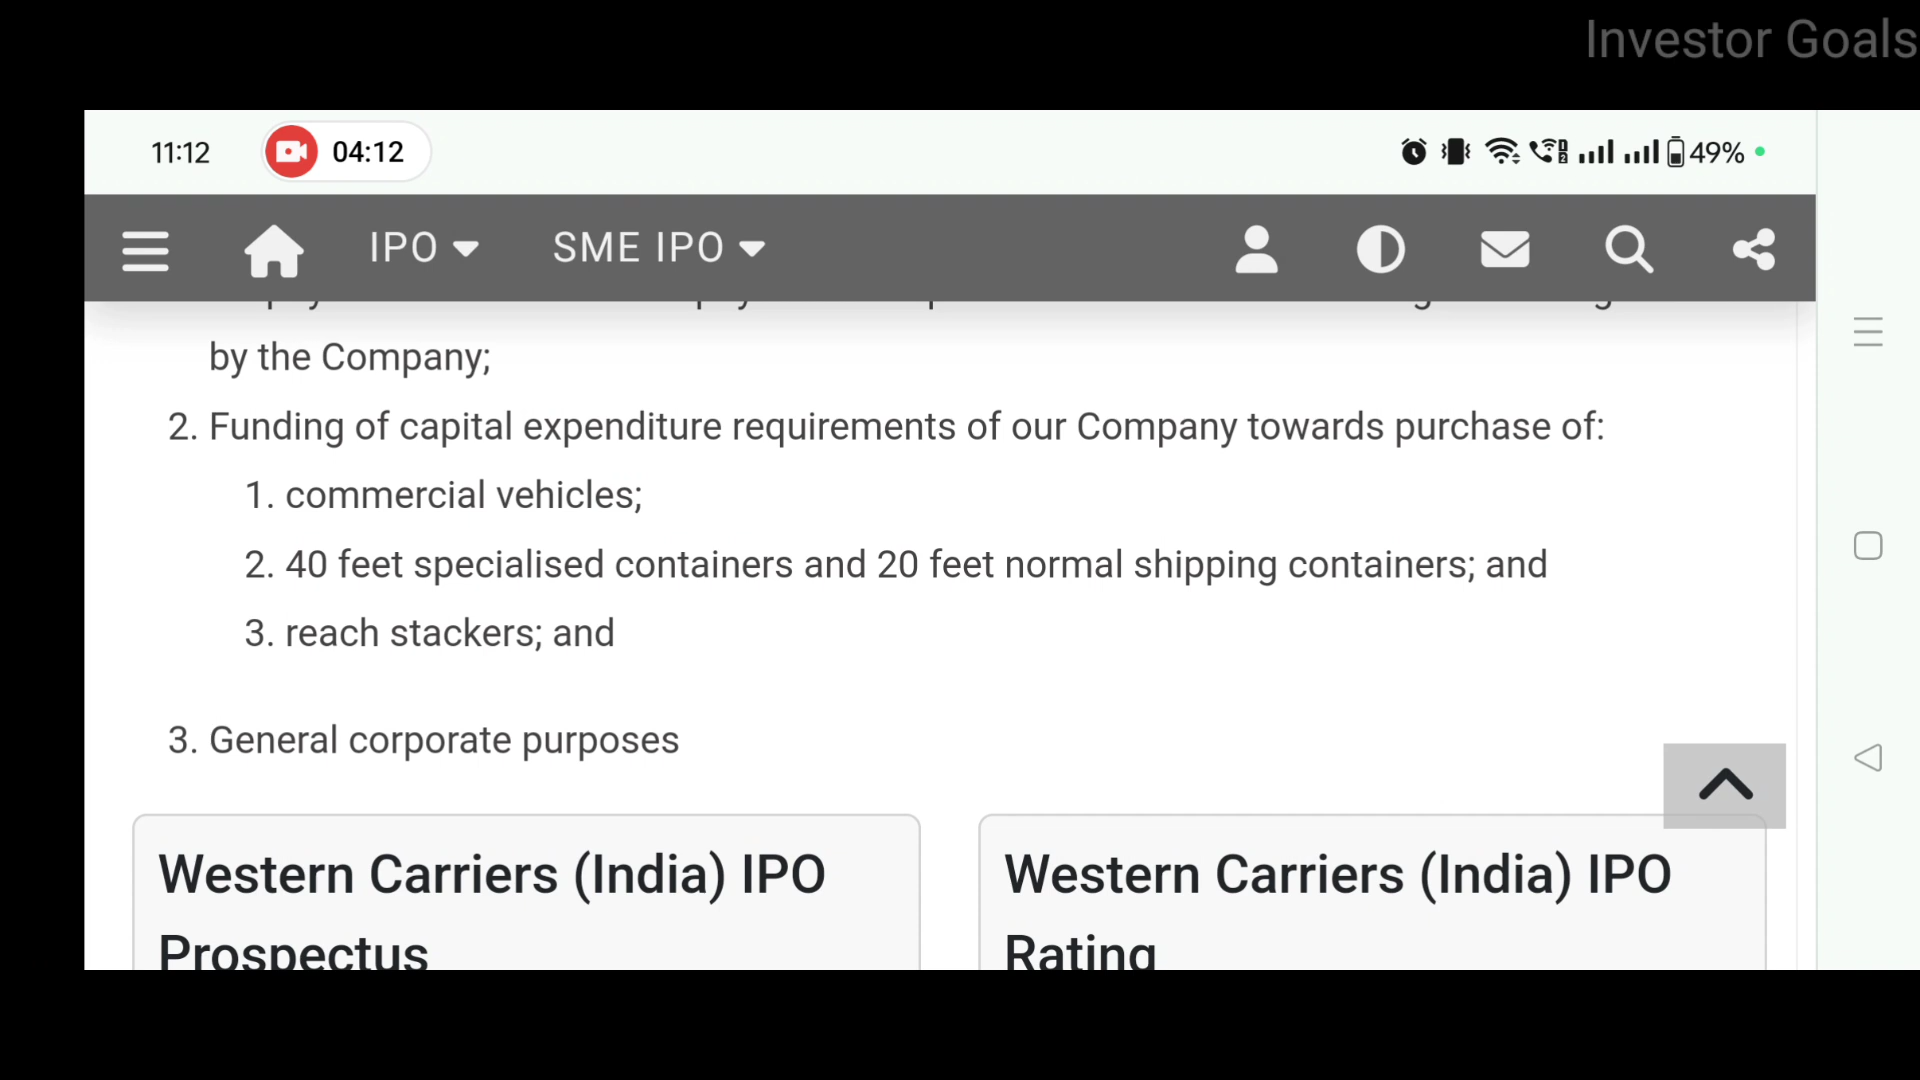 Investor Goals
11:12 04:12 49%
IPO SME IPO
by the Company;
2. Funding of capital expenditure requirements of our Company towards purchase of:
1. commercial vehicles;
2. 40 feet specialised containers and 20 feet normal shipping containers; and
3. reach stackers; and
3. General corporate purposes
Western Carriers (India) IPO
Prospectus
Western Carriers (India) IPO
Rating